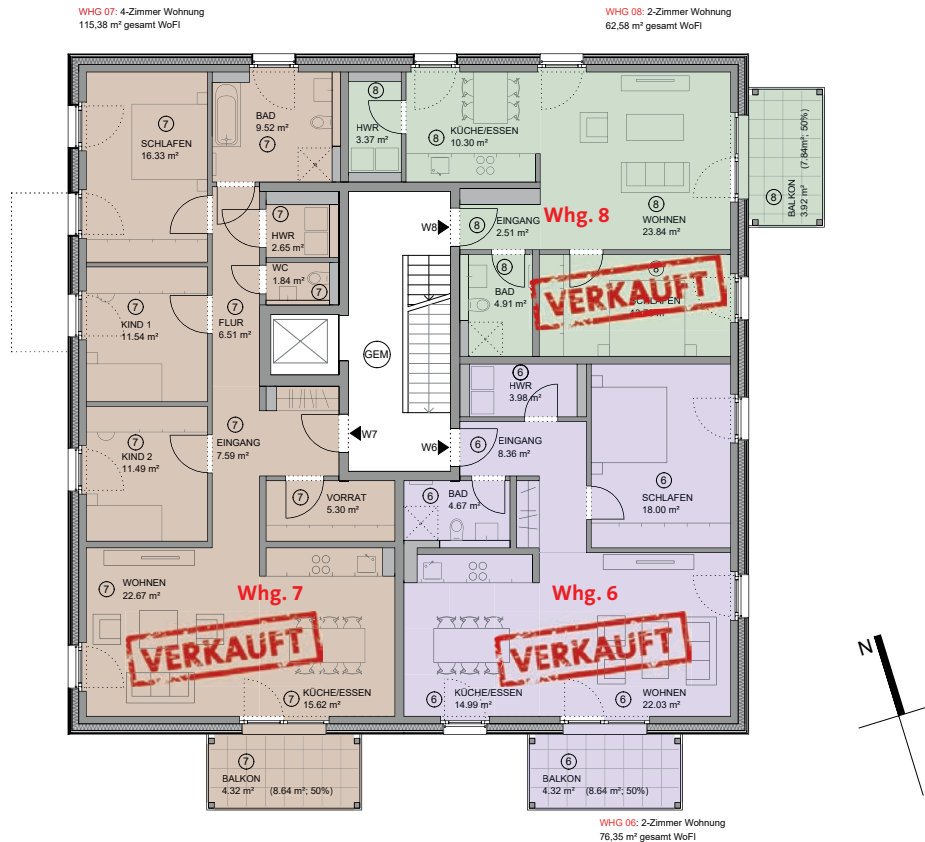 WHG 07: 4-Zimmer Wohnung
115,38 m² gesamt WoFl
WHG 08: 2-Zimmer Wohnung
62,58 m² gesamt WoFl
7
SCHLAFEN
16.33 m²
BAD
9.52 m²
7
8
HWR
3.37 m²
8
KÜCHE/ESSEN
10.30 m²
8
WOHNEN
23.84 m²
8
BALKON
3.92 m²
(7.84m²; 50%)
7
HWR
2.65 m²
WC
1.84 m²
7
W8
8
EINGANG
2.51 m²
Whg. 8
8
BAD
4.91 m²
8
SCHLAFEN
VERKAUFT
7
KIND 1
11.54 m²
7
FLUR
6.51 m²
GEM
6
HWR
3.98 m²
7
KIND 2
11.49 m²
7
EINGANG
7.59 m²
W7
W6
6
EINGANG
8.36 m²
6
SCHLAFEN
18.00 m²
7
VORRAT
5.30 m²
6
BAD
4.67 m²
7
WOHNEN
22.67 m²
Whg. 7
VERKAUFT
7
KÜCHE/ESSEN
15.62 m²
Whg. 6
VERKAUFT
6
KÜCHE/ESSEN
14.99 m²
6
WOHNEN
22.03 m²
N
7
BALKON
4.32 m² (8.64 m²; 50%)
6
BALKON
4.32 m² (8.64 m²; 50%)
WHG 06: 2-Zimmer Wohnung
76,35 m² gesamt WoFl